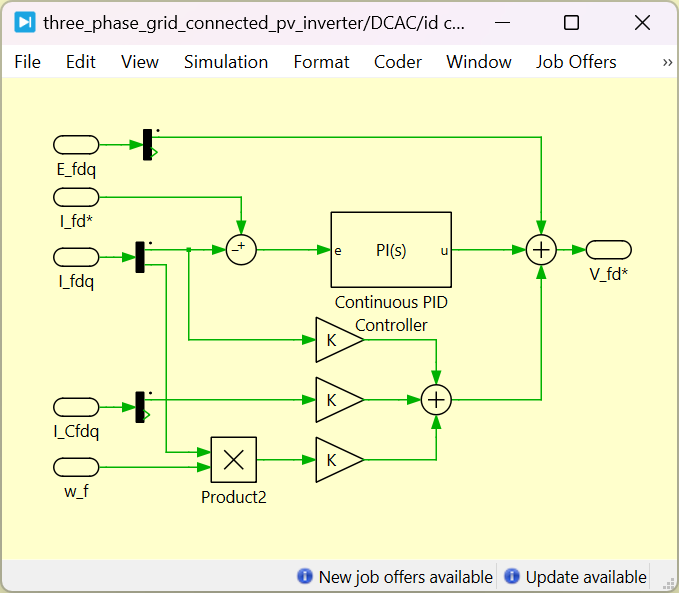 three_phase_grid_connected_pv_inverter/DCAC/id c...
File Edit View Simulation Format Coder Window Job Offers »
E_fdq
I_fd*
I_fdq
− +
e PI(s) u
+
V_fd*
Continuous PID
Controller
K
K
+
I_Cfdq
K
×
w_f
Product2
New job offers available Update available